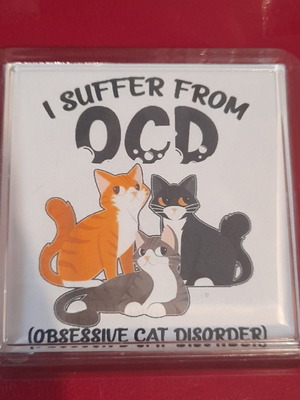 I SUFFER FROM
OCD
(OBSESSIVE CAT DISORDER)